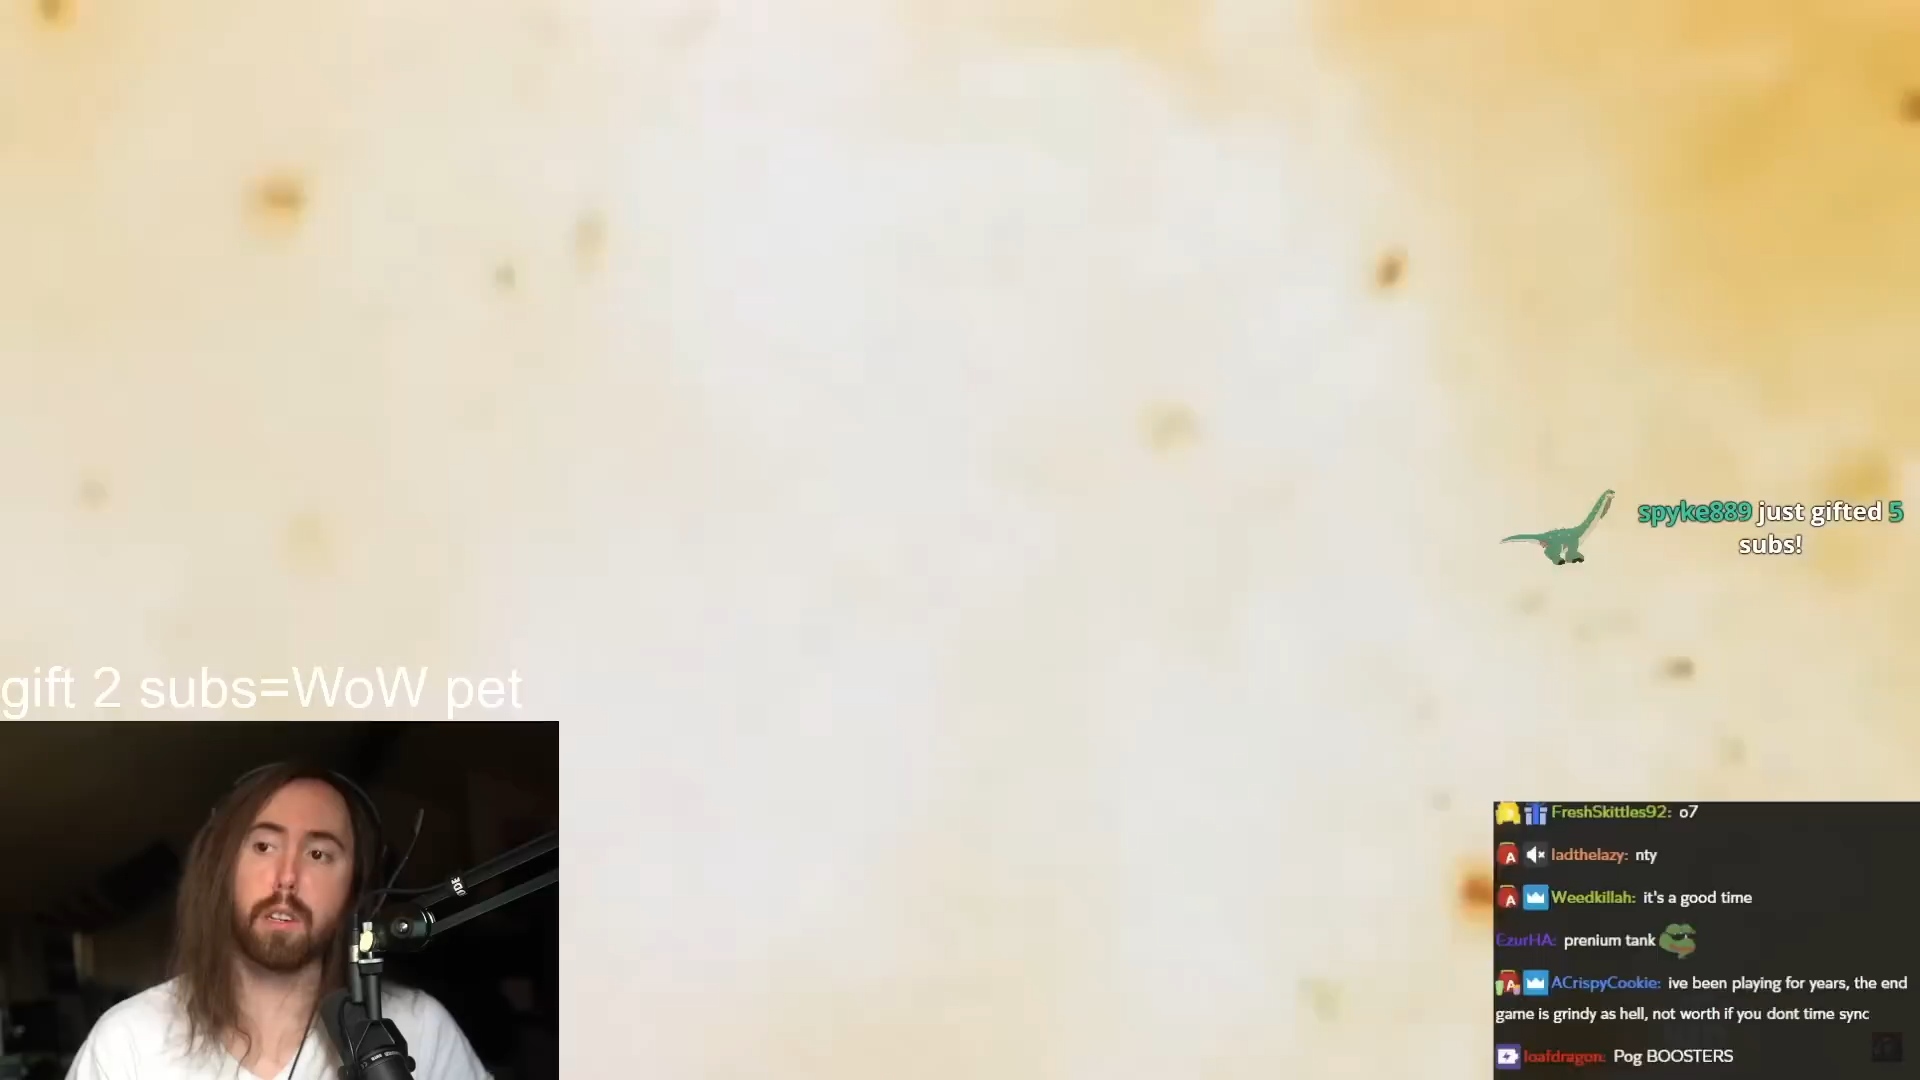 spyke889 just gifted 5
subs!
gift 2 subs=WoW pet
FreshSkittles92: o7
ladthelazy: nty
Weedkillah: it's a good time
EzurHA: prenium tank
ACrispyCookie: ive been playing for years, the end
game is grindy as hell, not worth if you dont time sync
loafdragon: Pog BOOSTERS